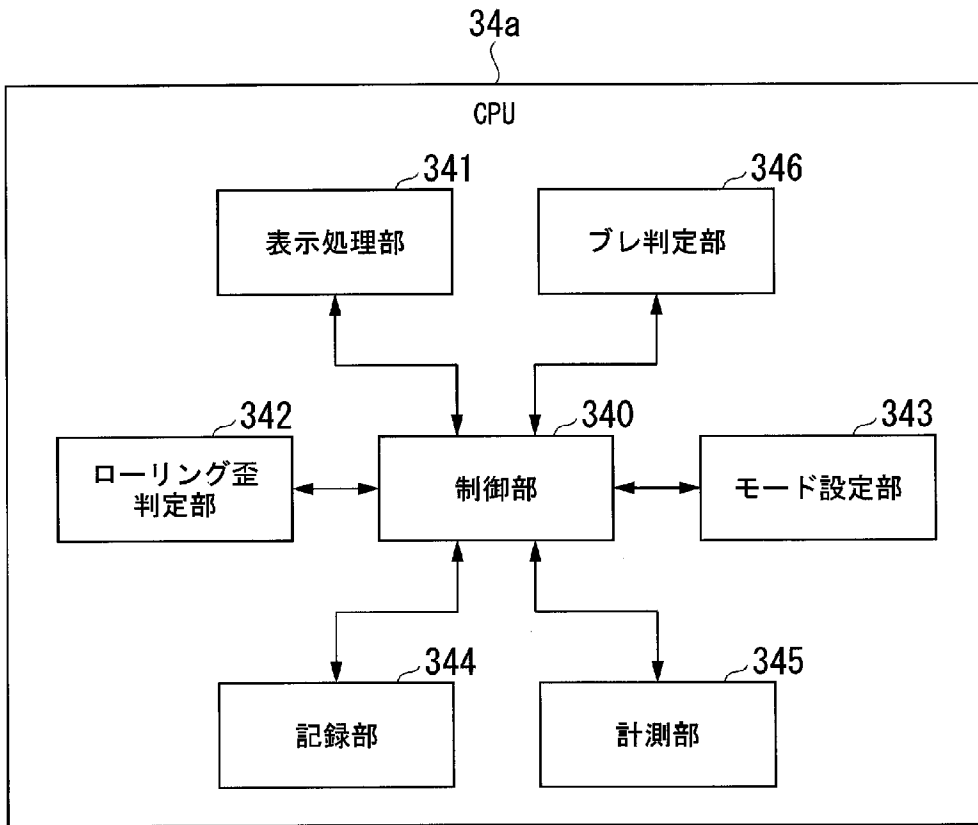 34a
CPU
341
表示処理部
346
ブレ判定部
342
ローリング歪
判定部
340
制御部
343
モード設定部
344
記録部
345
計測部